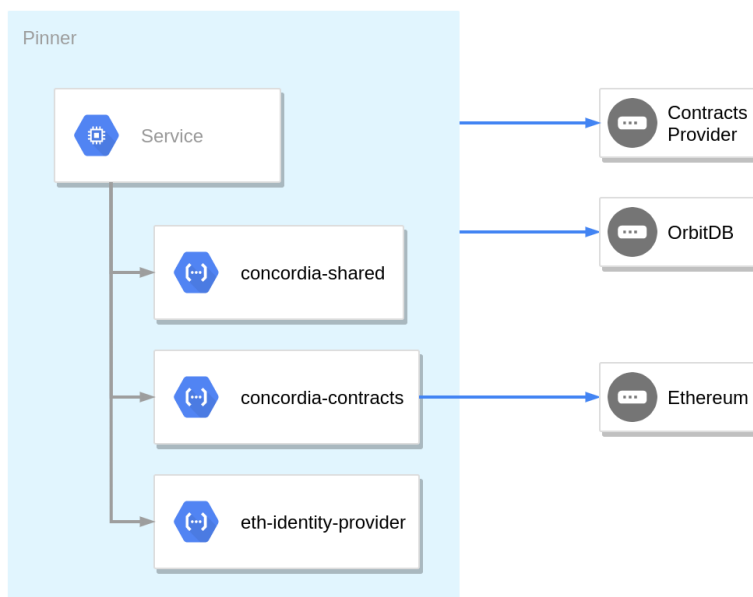 Pinner
Service
Contracts
Provider
OrbitDB
concordia-shared
concordia-contracts
Ethereum
eth-identity-provider